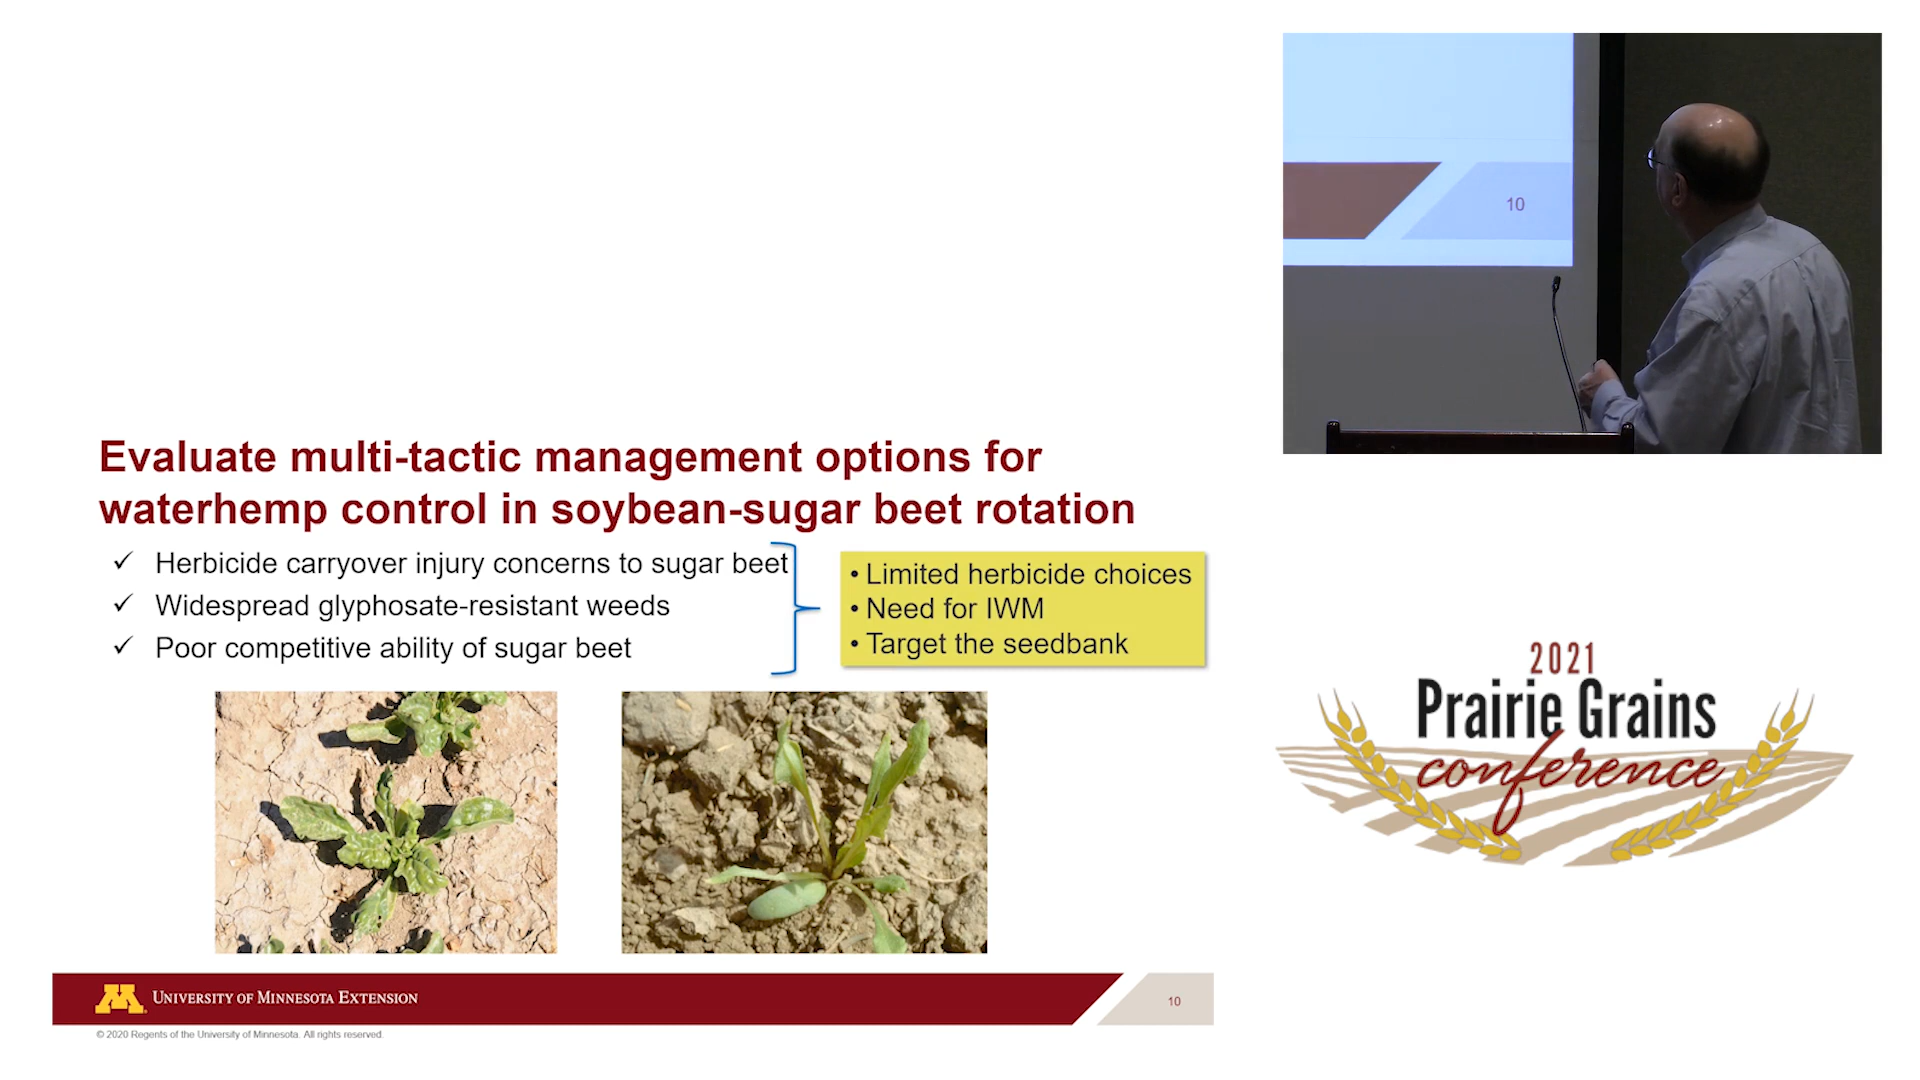 10
Evaluate multi-tactic management options for
waterhemp control in soybean-sugar beet rotation
✓ Herbicide carryover injury concerns to sugar beet
✓ Widespread glyphosate-resistant weeds
✓ Poor competitive ability of sugar beet
• Limited herbicide choices
• Need for IWM
• Target the seedbank
2021
Prairie Grains
conference
M
UNIVERSITY OF MINNESOTA EXTENSION
10
© 2020 Regents of the University of Minnesota. All rights reserved.